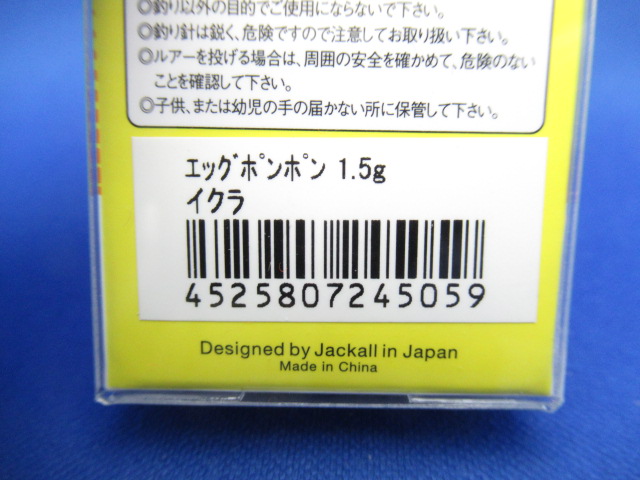 ◎釣り以外の目的でご使用にならないで下さい。
◎釣り針は鋭く、危険ですので注意してお取り扱い下さい。
◎ルアーを投げる場合は、周囲の安全を確かめて、危険のない
ことを確認して下さい。
◎子供、または幼児の手の届かない所に保管して下さい。
ｴｯｸﾞﾎﾟﾝﾎﾟﾝ 1.5g
イクラ
4525807245059
Designed by Jackall in Japan
Made in China